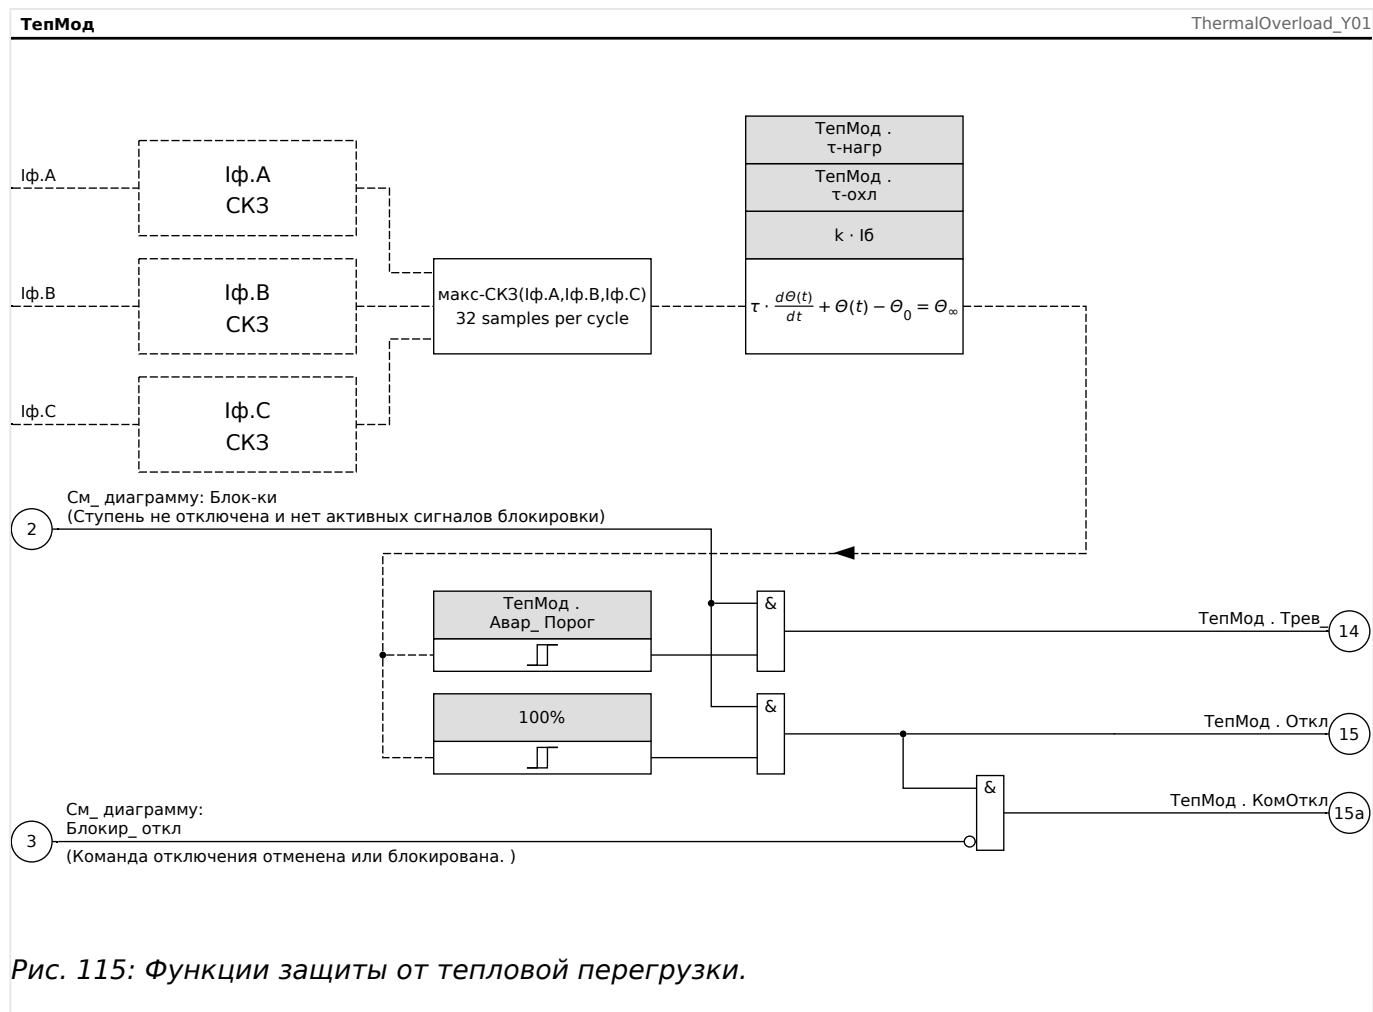 ТепМод
ThermalOverload_Y01
ТепМод .
τ-нагр
ТепМод .
τ-охл
k · Iб
Iф.A
Iф.A
СКЗ
Iф.B
Iф.B
СКЗ
макс-СКЗ(Iф.A,Iф.B,Iф.C)
32 samples per cycle
τ · dΘ(t)/dt + Θ(t) − Θ₀ = Θ∞
Iф.C
Iф.C
СКЗ
См_ диаграмму: Блок-ки
(Ступень не отключена и нет активных сигналов блокировки)
2
ТепМод .
Авар_ Порог
&
ТепМод . Трев_
14
100%
&
ТепМод . Откл
15
&
ТепМод . КомОткл
15a
См_ диаграмму:
Блокир_ откл
3
(Команда отключения отменена или блокирована. )
Рис. 115: Функции защиты от тепловой перегрузки.